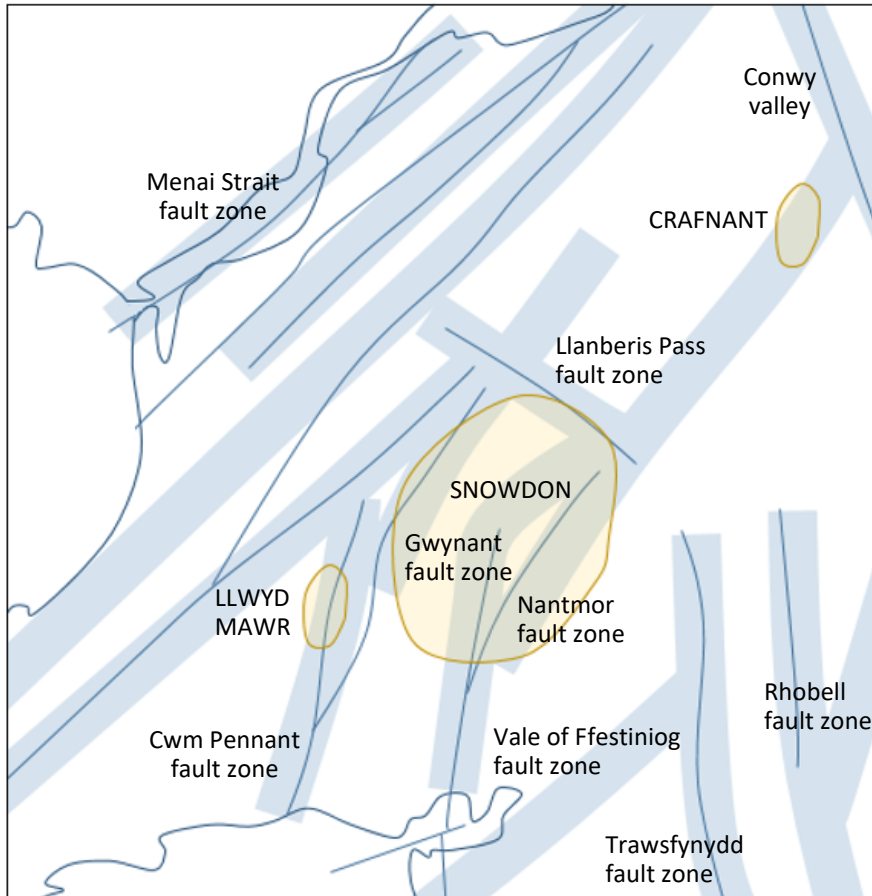 Conwy
valley
Menai Strait
fault zone
CRAFNANT
Llanberis Pass
fault zone
SNOWDON
Gwynant
fault zone
LLWYD
MAWR
Nantmor
fault zone
Rhobell
fault zone
Cwm Pennant
fault zone
Vale of Ffestiniog
fault zone
Trawsfynydd
fault zone